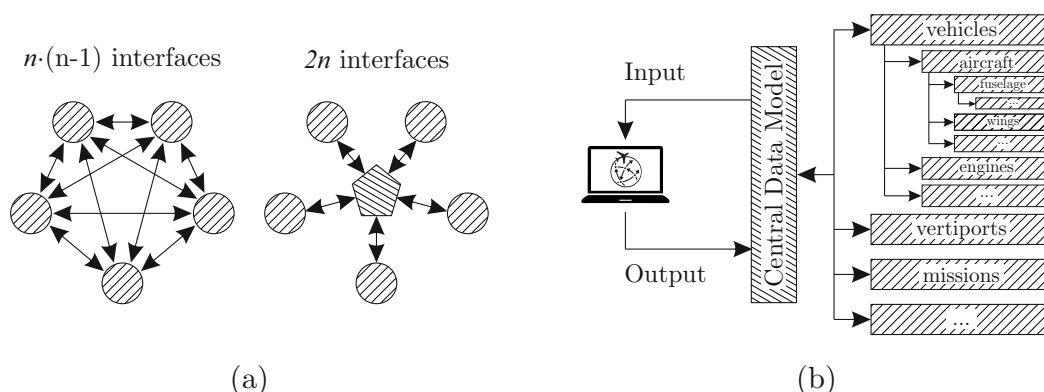 n·(n-1) interfaces
2n interfaces
(a)
Input
Output
Central Data Model
vehicles
aircraft
fuselage
...
wings
...
engines
...
vertiports
missions
...
(b)